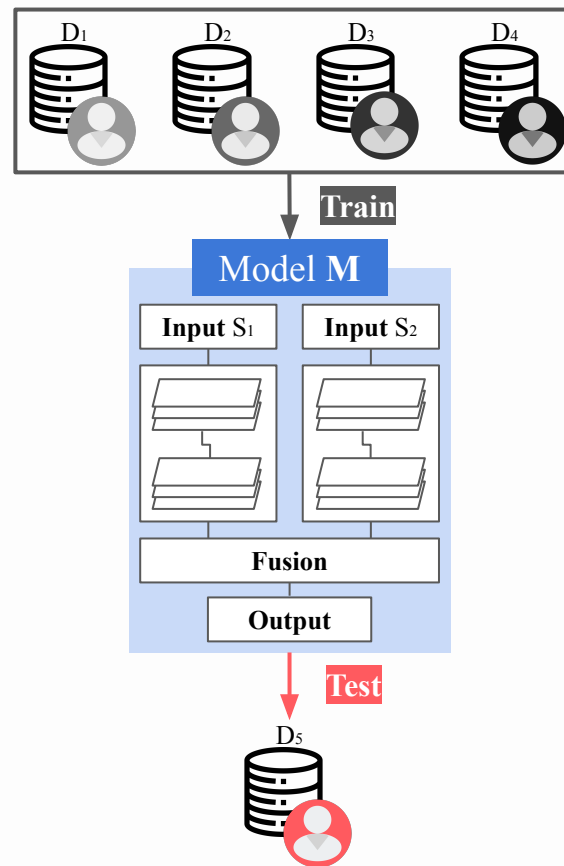 D₁ D₂ D₃ D₄
Train
Model M
Input S₁ Input S₂
Fusion
Output
Test
D₅